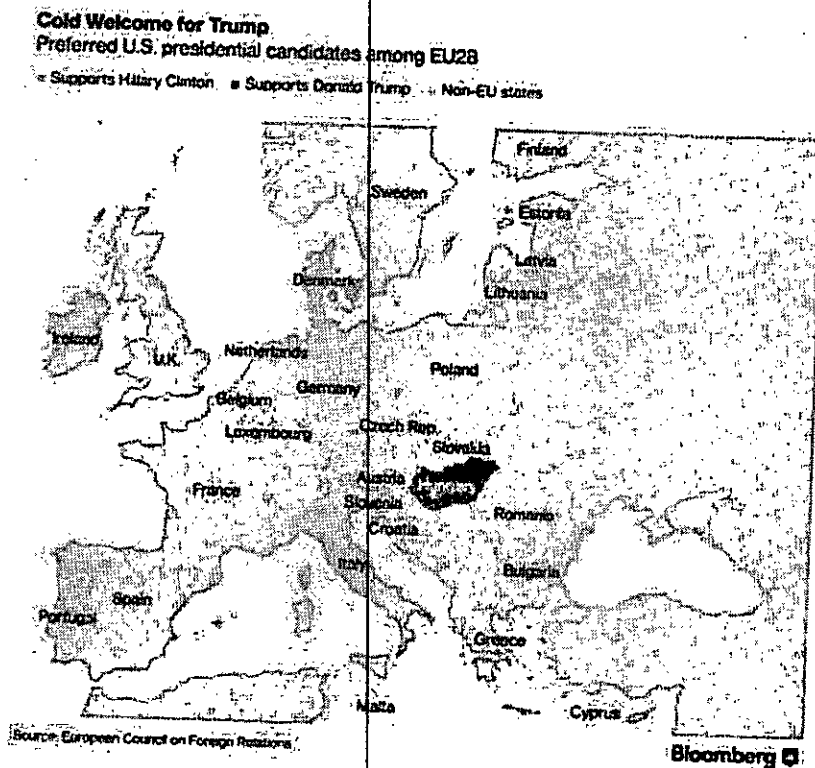 Cold Welcome for Trump
Preferred U.S. presidential candidates among EU28
Supports Hillary Clinton Supports Donald Trump Non-EU states
Finland
Sweden
Estonia
Latvia
Denmark
Lithuania
Ireland
U.K.
Netherlands
Poland
Germany
Belgium
Czech Rep.
Luxembourg
Slovakia
Austria
France
Slovenia
Romania
Croatia
Italy
Bulgaria
Spain
Portugal
Greece
Malta
Cyprus
Source: European Council on Foreign Relations
Bloomberg